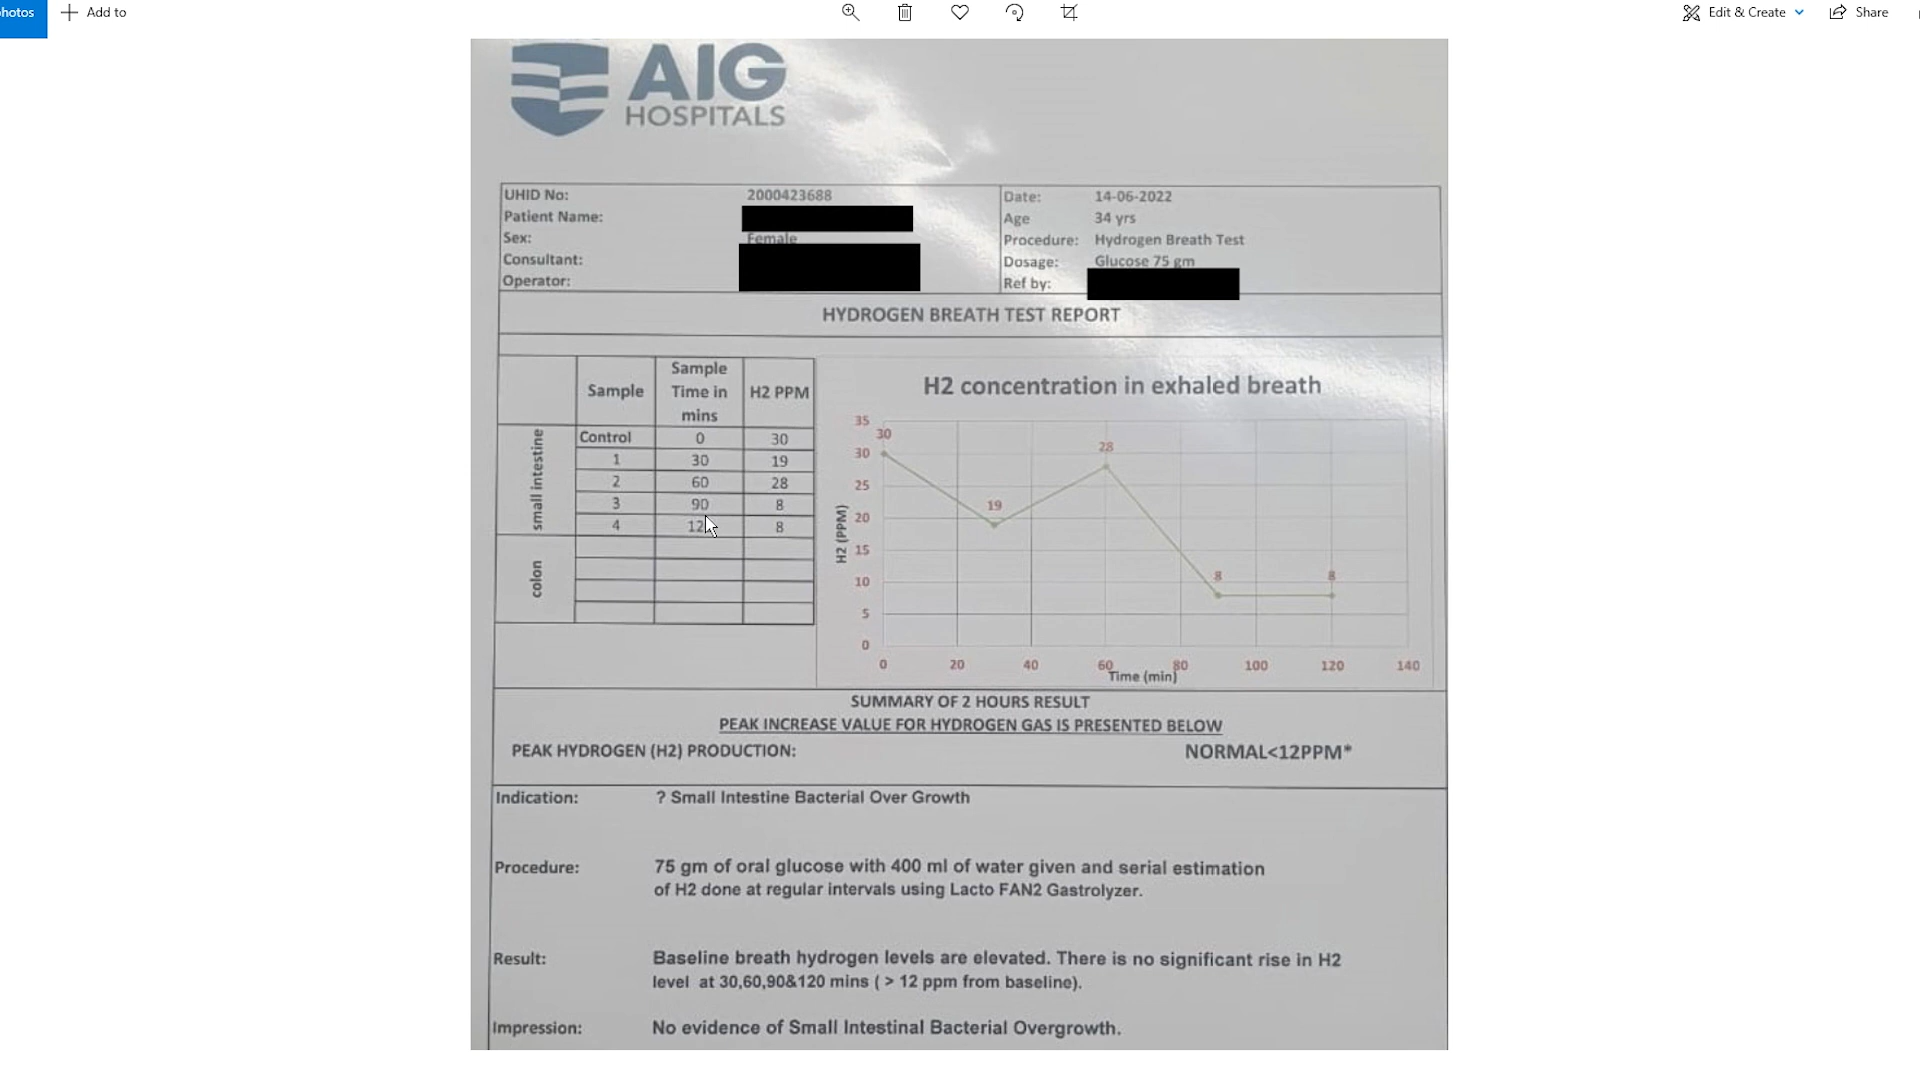 photos
Add to
Edit & Create
Share
AIG
HOSPITALS
UHID No: 2000423688
Patient Name:
Sex: Female
Consultant:
Operator:
Date: 14-06-2022
Age 34 yrs
Procedure: Hydrogen Breath Test
Dosage: Glucose 75 gm
Ref by:
HYDROGEN BREATH TEST REPORT
Sample Sample Time in mins H2 PPM
small intestine
Control 0 30
1 30 19
2 60 28
3 90 8
4 12 8
colon
H2 concentration in exhaled breath
H2 (PPM)
35
30
25
20
15
10
5
0
30
19
28
8
8
0 20 40 60 80 100 120 140
Time (min)
SUMMARY OF 2 HOURS RESULT
PEAK INCREASE VALUE FOR HYDROGEN GAS IS PRESENTED BELOW
PEAK HYDROGEN (H2) PRODUCTION: NORMAL<12PPM*
Indication: ? Small Intestine Bacterial Over Growth
Procedure: 75 gm of oral glucose with 400 ml of water given and serial estimation
of H2 done at regular intervals using Lacto FAN2 Gastrolyzer.
Result: Baseline breath hydrogen levels are elevated. There is no significant rise in H2
level at 30,60,90&120 mins ( > 12 ppm from baseline).
Impression: No evidence of Small Intestinal Bacterial Overgrowth.